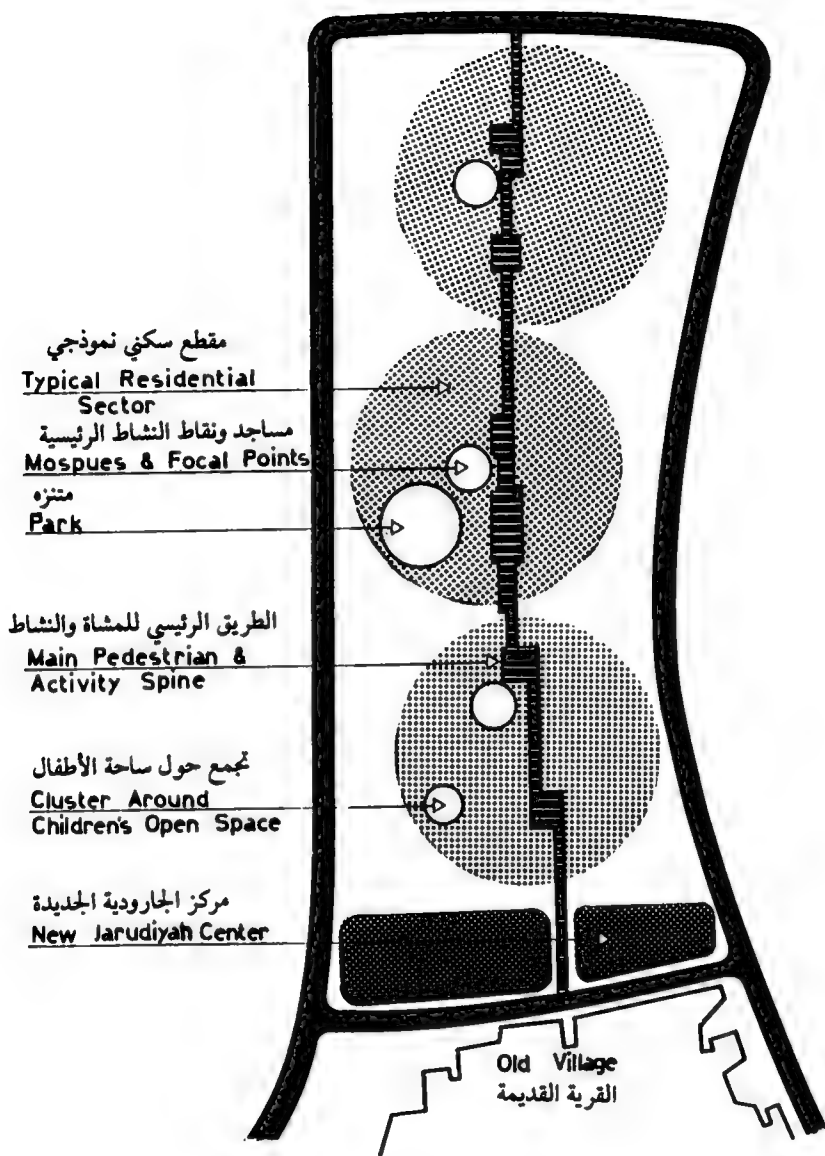 مقطع سكني نموذجي
Typical Residential
Sector
مساجد ونقاط النشاط الرئيسية
Mospues & Focal Points
متنزه
Park
الطريق الرئيسي للمشاة والنشاط
Main Pedestrian &
Activity Spine
تجمع حول ساحة الأطفال
Cluster Around
Children's Open Space
مركز الجارودية الجديدة
New Jarudiyah Center
Old Village
القرية القديمة